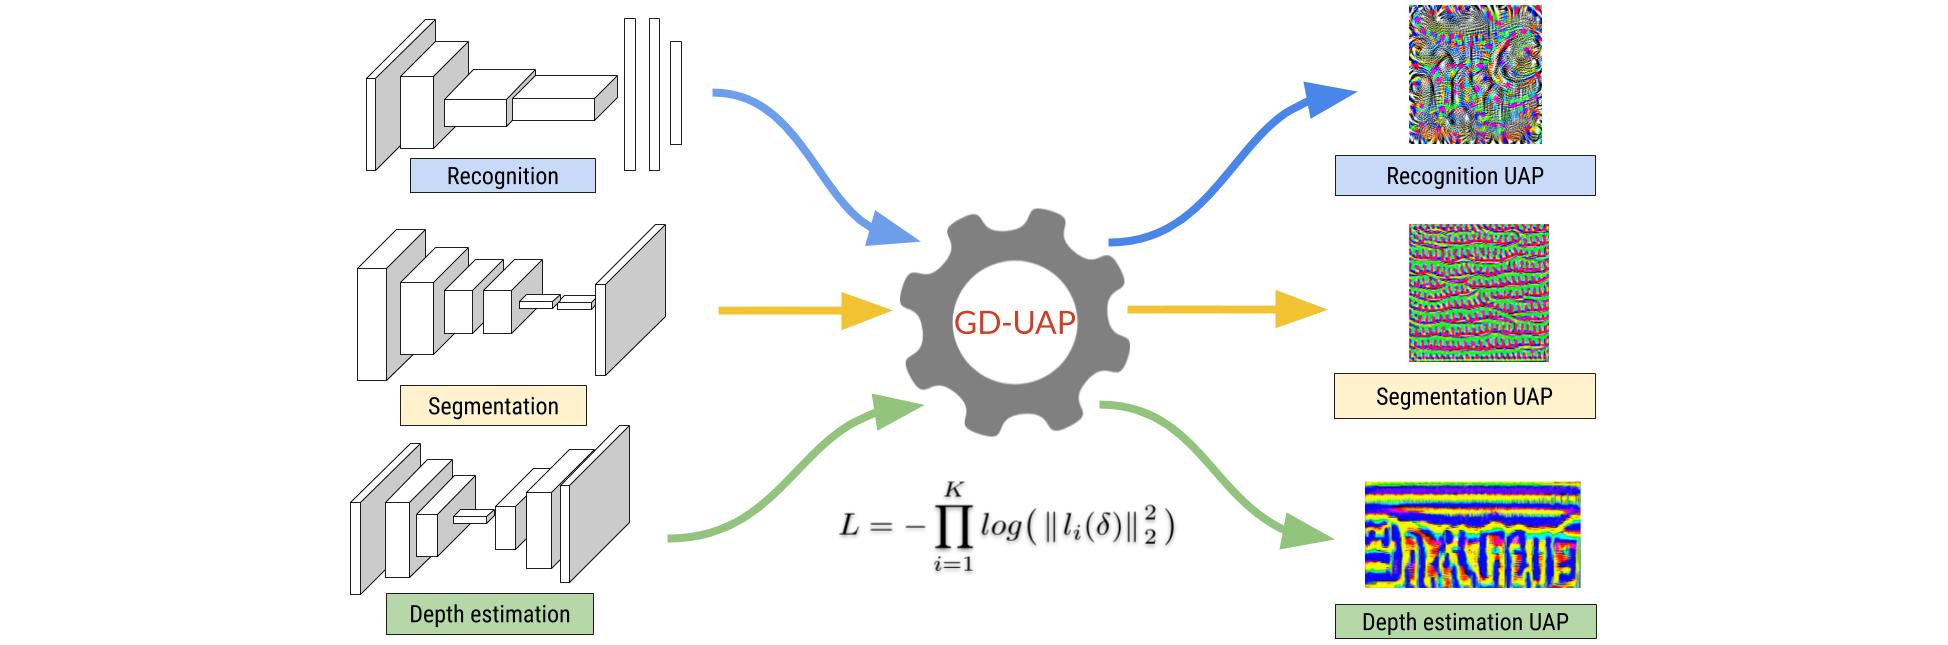 Recognition
Recognition UAP
GD-UAP
Segmentation
Segmentation UAP
L = - \prod_{i=1}^{K} log( \| l_i(δ) \|_2^2 )
Depth estimation
Depth estimation UAP